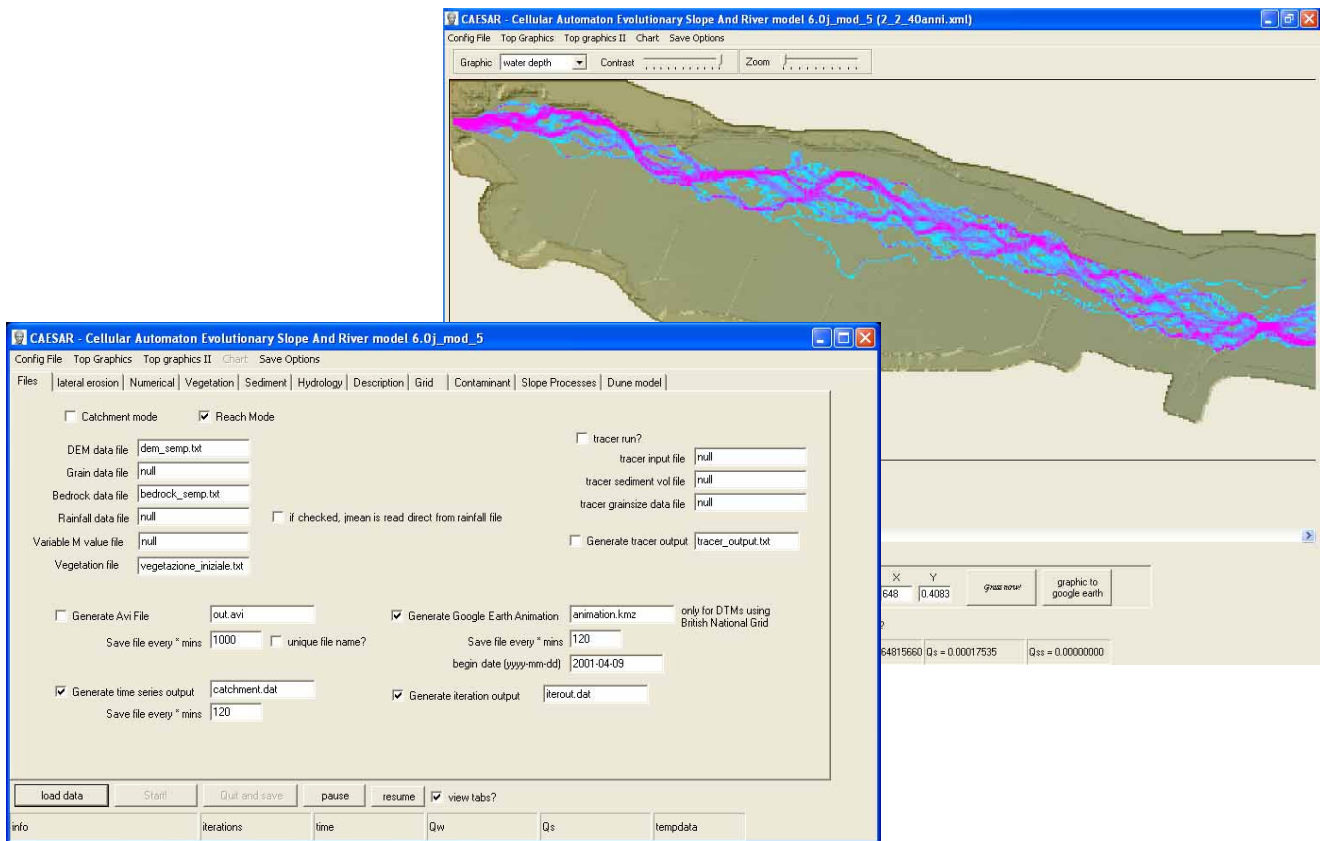 CAESAR - Cellular Automaton Evolutionary Slope And River model 6.0j_mod_5 (2_2_40anni.xml)
Config File Top Graphics Top graphics II Chart Save Options
Graphic water depth Contrast Zoom
X Y
648 0.4083 Grass now! graphic to google earth
?
64815660 Qs = 0.00017535 Qss = 0.00000000
CAESAR - Cellular Automaton Evolutionary Slope And River model 6.0j_mod_5
Config File Top Graphics Top graphics II Chart Save Options
Files lateral erosion Numerical Vegetation Sediment Hydrology Description Grid Contaminant Slope Processes Dune model
Catchment mode Reach Mode
DEM data file dem_semp.txt
Grain data file null
Bedrock data file bedrock_semp.txt
Rainfall data file null if checked, jmean is read direct from rainfall file
Variable M value file null
Vegetation file vegetazione_iniziale.txt
tracer run?
tracer input file null
tracer sediment vol file null
tracer grainsize data file null
Generate tracer output tracer_output.txt
Generate Avi File out.avi
Save file every * mins 1000 unique file name?
Generate Google Earth Animation animation.kmz only for DTMs using British National Grid
Save file every * mins 120
begin date (yyyy-mm-dd) 2001-04-09
Generate time series output catchment.dat
Save file every * mins 120
Generate iteration output iterout.dat
load data Start! Quit and save pause resume view tabs?
info iterations time Qw Qs tempdata